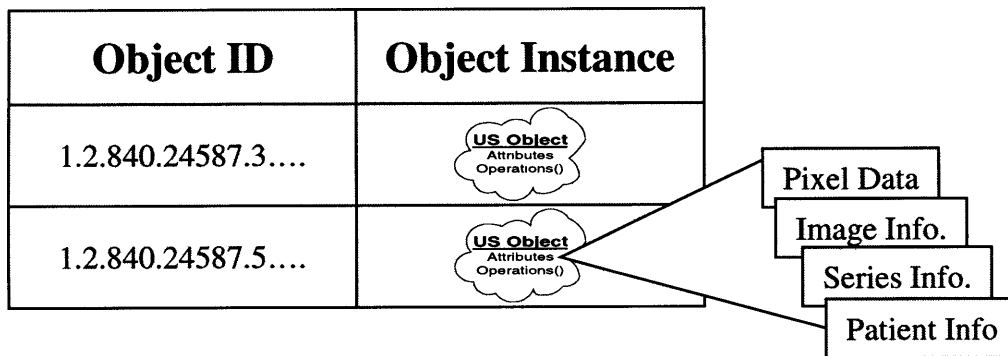 Object ID
Object Instance
1.2.840.24587.3....
US Object
Attributes
Operations()
1.2.840.24587.5....
US Object
Attributes
Operations()
Pixel Data
Image Info.
Series Info.
Patient Info